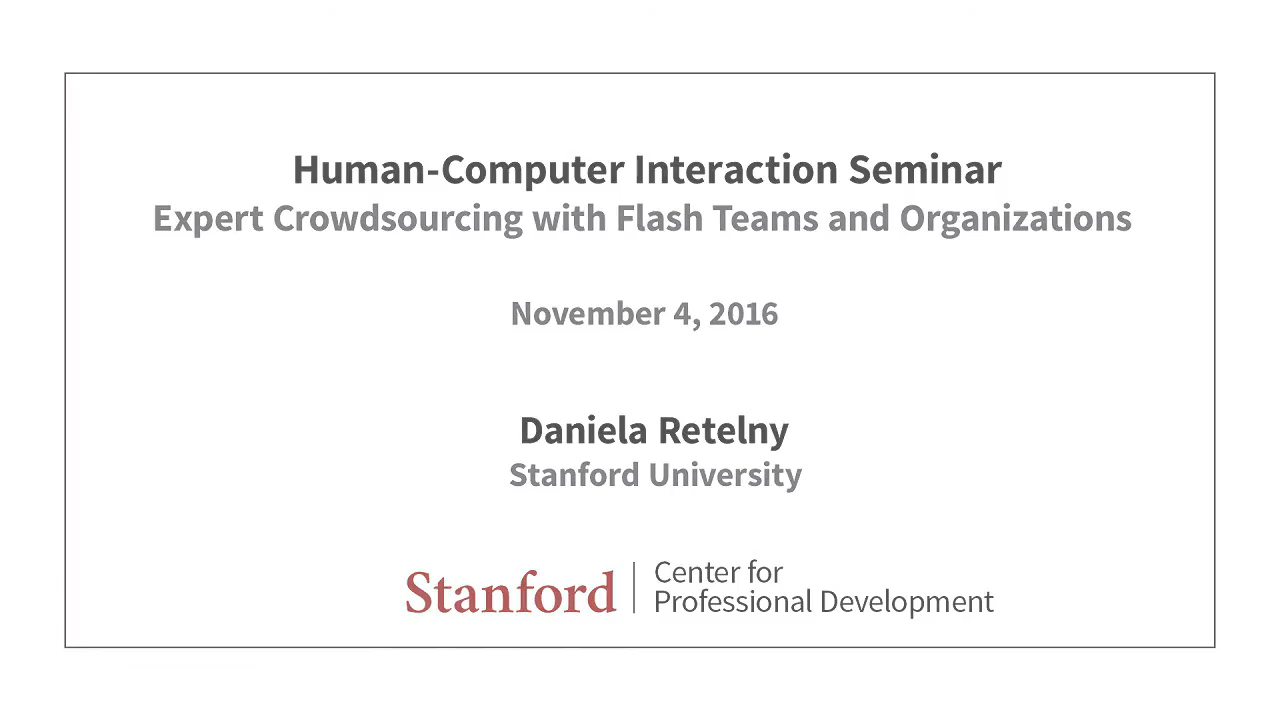 Human-Computer Interaction Seminar
Expert Crowdsourcing with Flash Teams and Organizations
November 4, 2016
Daniela Retelny
Stanford University
Stanford
Center for
Professional Development